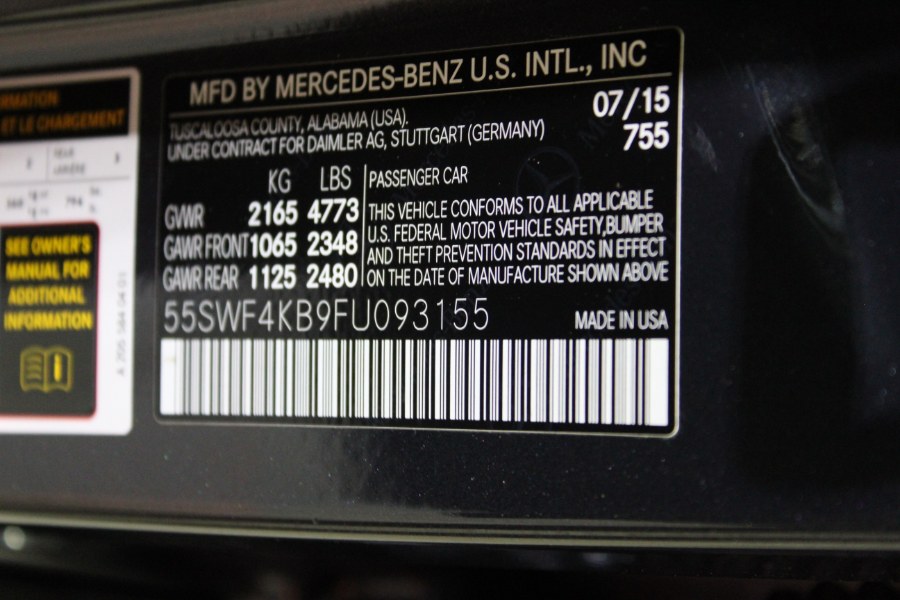 MFD BY MERCEDES-BENZ U.S. INTL., INC
TUSCALOOSA COUNTY, ALABAMA (USA).
07/15
UNDER CONTRACT FOR DAIMLER AG, STUTTGART (GERMANY)
755
KG LBS
PASSENGER CAR
GVWR 2165 4773
GAWR FRONT 1065 2348
GAWR REAR 1125 2480
THIS VEHICLE CONFORMS TO ALL APPLICABLE
U.S. FEDERAL MOTOR VEHICLE SAFETY,BUMPER
AND THEFT PREVENTION STANDARDS IN EFFECT
ON THE DATE OF MANUFACTURE SHOWN ABOVE
55SWF4KB9FU093155
MADE IN USA
ET LE CHARGEMENT
SEE OWNER'S
MANUAL FOR
ADDITIONAL
INFORMATION